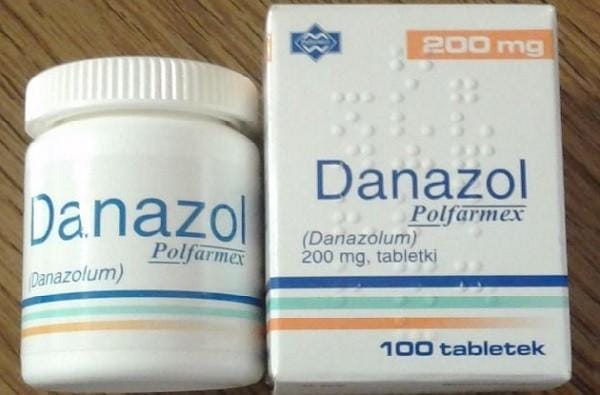 Danazol
Polfarmex
(Danazolum)
200 mg
Danazol
Polfarmex
(Danazolum)
200 mg, tabletki
100 tabletek